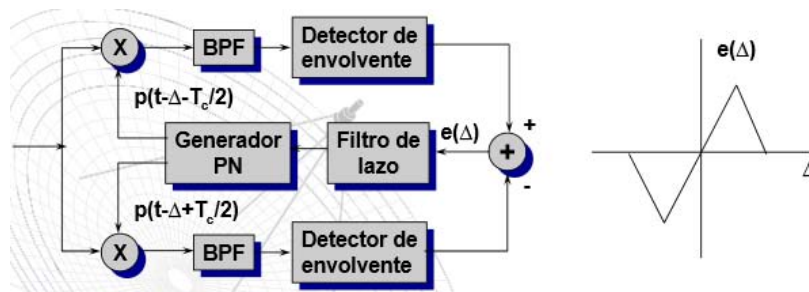 X
BPF
Detector de
envolvente
e(Δ)
p(t-Δ-Tc/2)
Generador
PN
Filtro de
lazo
e(Δ)
+
+
-
Δ
p(t-Δ+Tc/2)
X
BPF
Detector de
envolvente